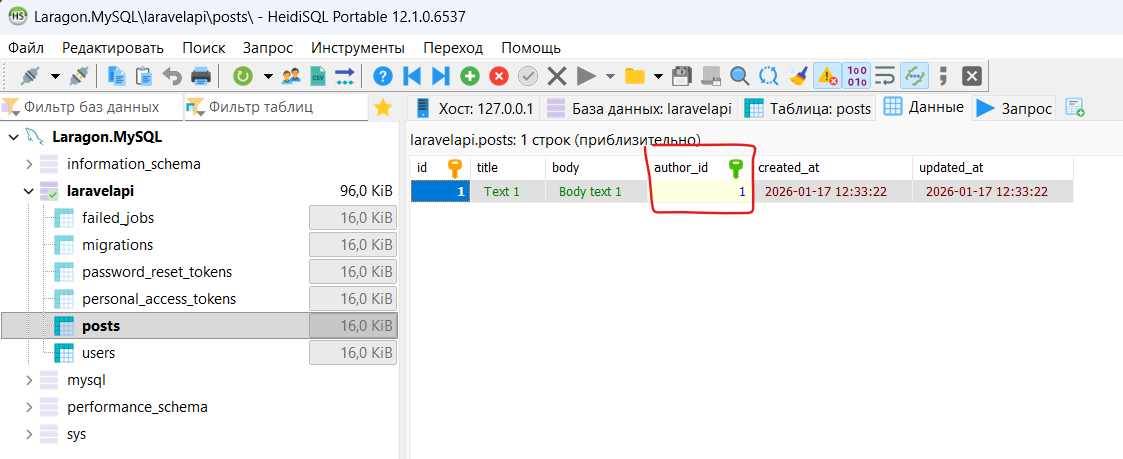 HS Laragon.MySQL\laravelapi\posts\ - HeidiSQL Portable 12.1.0.6537
Файл Редактировать Поиск Запрос Инструменты Переход Помощь
Фильтр баз данных Фильтр таблиц
Хост: 127.0.0.1 База данных: laravelapi Таблица: posts Данные Запрос
Laragon.MySQL
information_schema
laravelapi 96,0 KiB
failed_jobs 16,0 KiB
migrations 16,0 KiB
password_reset_tokens 16,0 KiB
personal_access_tokens 16,0 KiB
posts 16,0 KiB
users 16,0 KiB
mysql
performance_schema
sys
laravelapi.posts: 1 строк (приблизительно)
id title body author_id created_at updated_at
1 Text 1 Body text 1 1 2026-01-17 12:33:22 2026-01-17 12:33:22